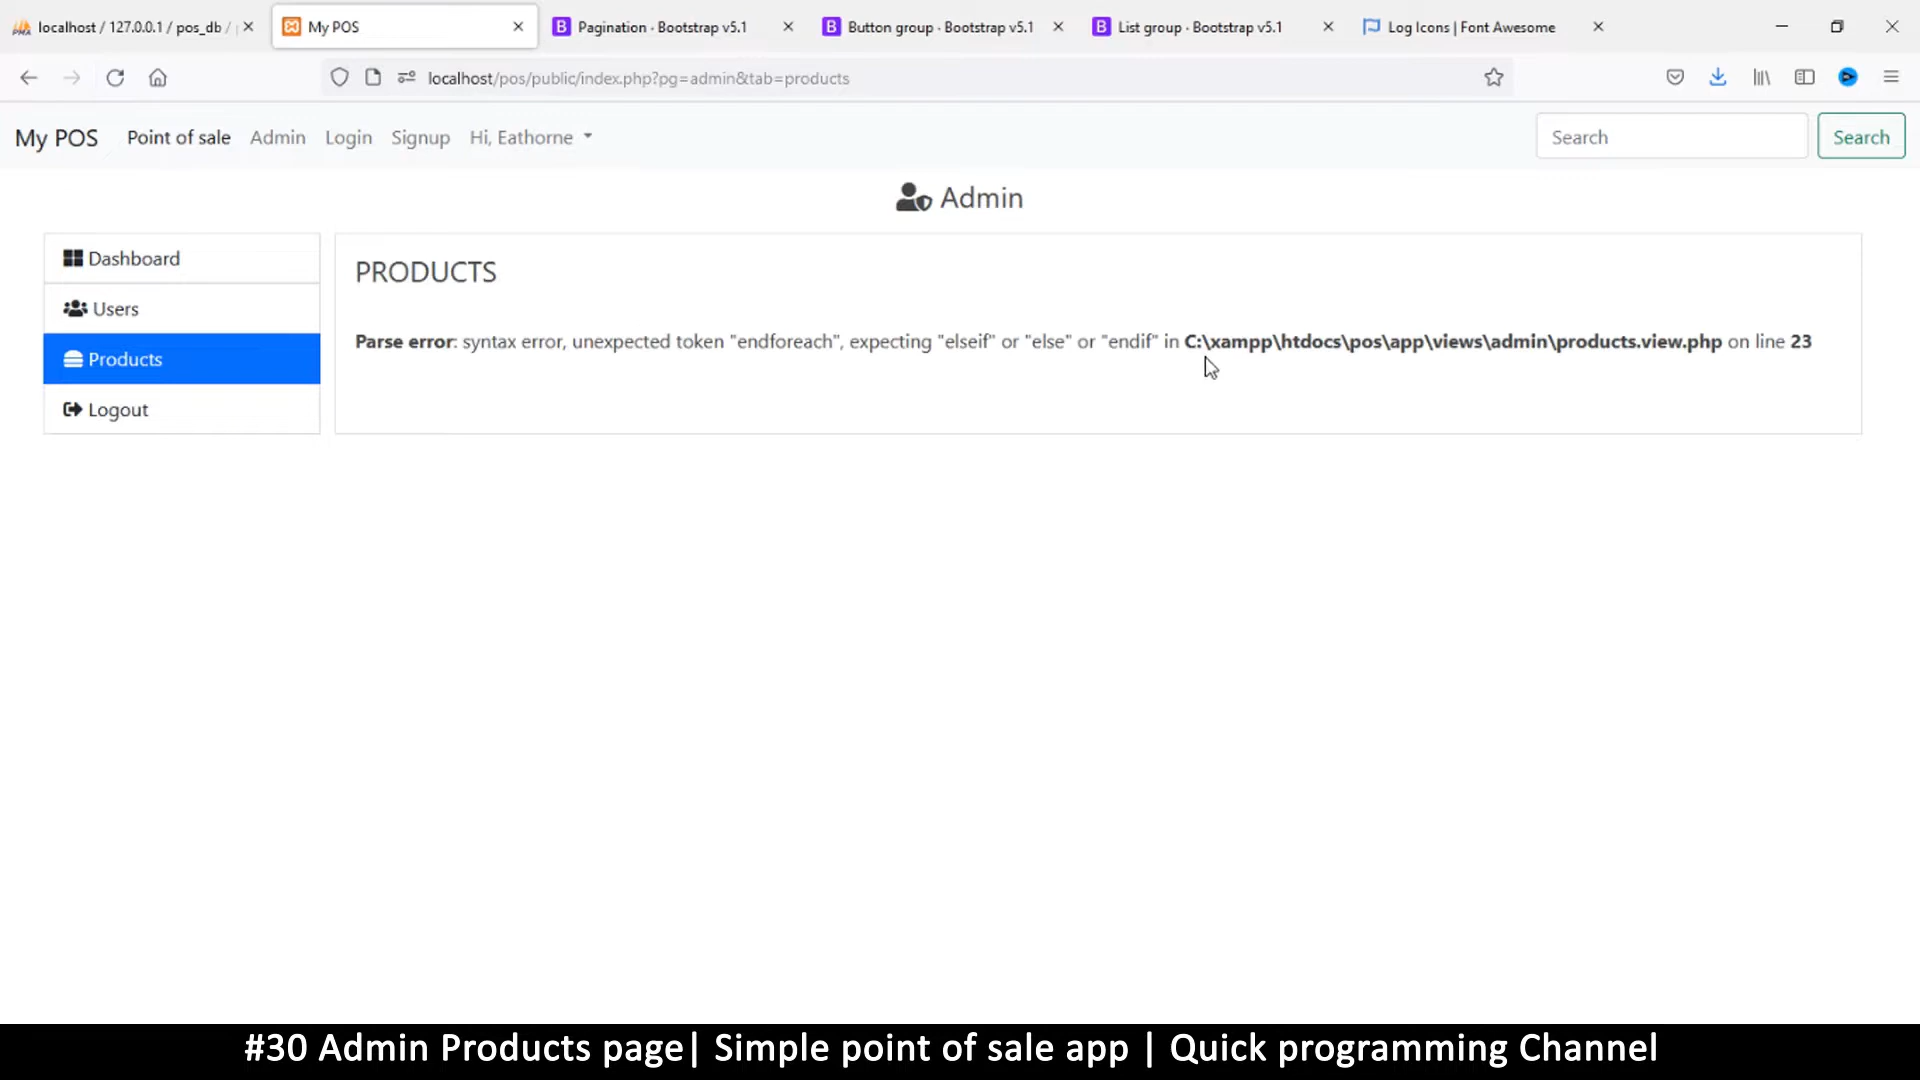 localhost / 127.0.0.1 / pos_db /
My POS
Pagination · Bootstrap v5.1
Button group · Bootstrap v5.1
List group · Bootstrap v5.1
Log Icons | Font Awesome
localhost/pos/public/index.php?pg=admin&tab=products
My POS
Point of sale
Admin
Login
Signup
Hi, Eathorne
Search
Search
Admin
Dashboard
Users
Products
Logout
PRODUCTS
Parse error: syntax error, unexpected token "endforeach", expecting "elseif" or "else" or "endif" in C:\xampp\htdocs\pos\app\views\admin\products.view.php on line 23
#30 Admin Products page| Simple point of sale app | Quick programming Channel